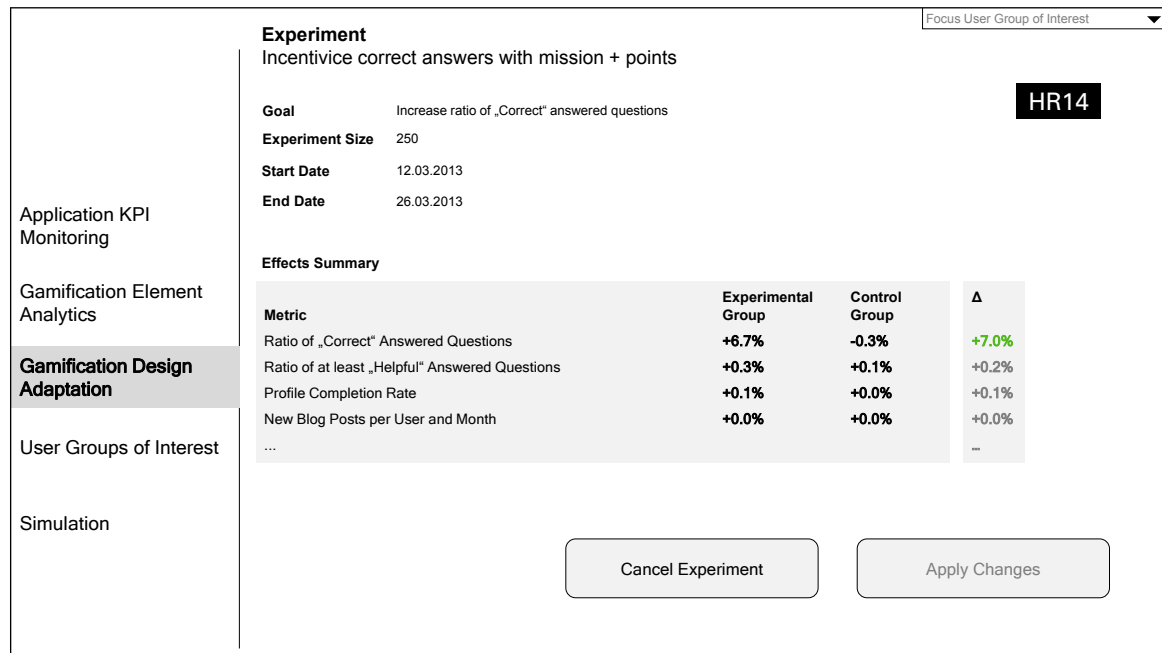 Focus User Group of Interest
Experiment
Incentivice correct answers with mission + points
HR14
Goal Increase ratio of „Correct“ answered questions
Experiment Size 250
Start Date 12.03.2013
End Date 26.03.2013
Application KPI
Monitoring
Gamification Element
Analytics
Gamification Design
Adaptation
User Groups of Interest
Simulation
Effects Summary
Metric Experimental Group Control Group Δ
Ratio of „Correct“ Answered Questions +6.7% -0.3% +7.0%
Ratio of at least „Helpful“ Answered Questions +0.3% +0.1% +0.2%
Profile Completion Rate +0.1% +0.0% +0.1%
New Blog Posts per User and Month +0.0% +0.0% +0.0%
... –
Cancel Experiment Apply Changes